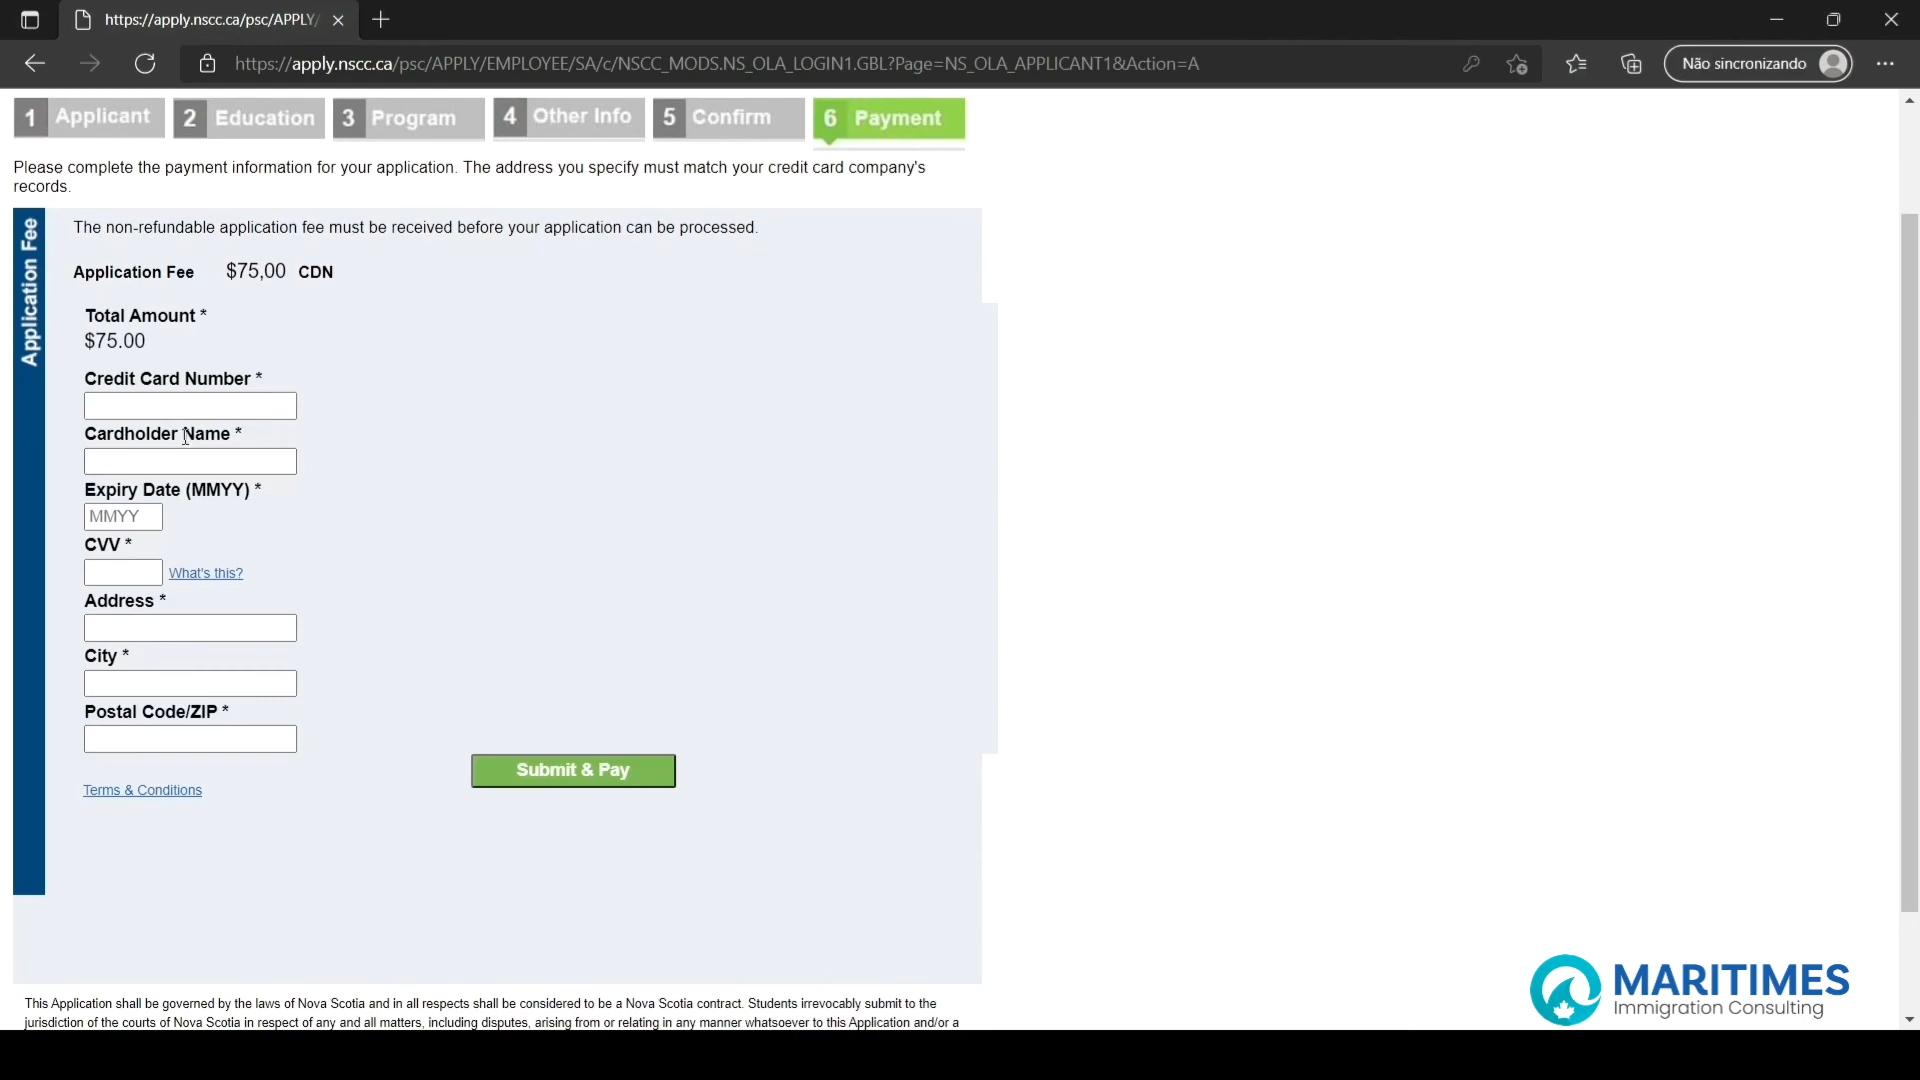 https://apply.nscc.ca/psc/APPLY/
https://apply.nscc.ca/psc/APPLY/EMPLOYEE/SA/c/NSCC_MODS.NS_OLA_LOGIN1.GBL?Page=NS_OLA_APPLICANT1&Action=A
Não sincronizando
1 Applicant 2 Education 3 Program 4 Other Info 5 Confirm 6 Payment
Please complete the payment information for your application. The address you specify must match your credit card company's
records.
Application Fee
The non-refundable application fee must be received before your application can be processed.
Application Fee $75,00 CDN
Total Amount *
$75.00
Credit Card Number *
Cardholder Name *
Expiry Date (MMYY) *
MMYY
CVV *
What's this?
Address *
City *
Postal Code/ZIP *
Submit & Pay
Terms & Conditions
This Application shall be governed by the laws of Nova Scotia and in all respects shall be considered to be a Nova Scotia contract. Students irrevocably submit to the
jurisdiction of the courts of Nova Scotia in respect of any and all matters, including disputes, arising from or relating in any manner whatsoever to this Application and/or a
MARITIMES
Immigration Consulting